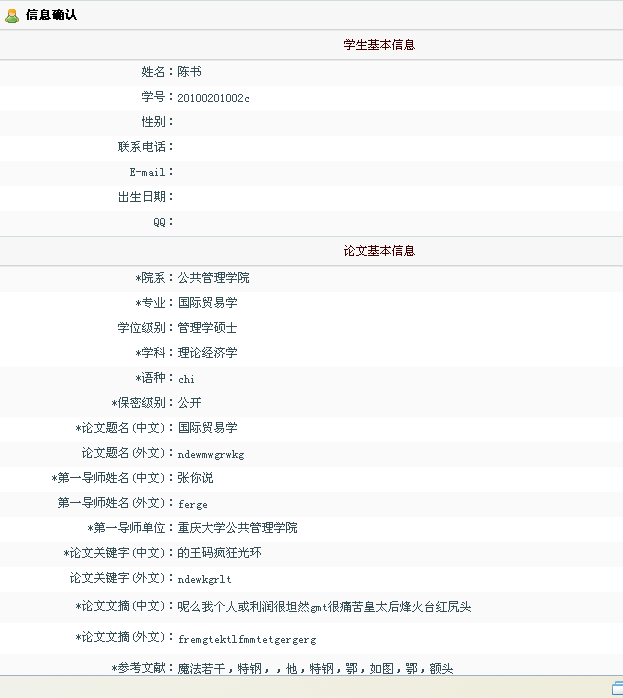 信息确认
学生基本信息
姓名：陈书
学号：20100201002c
性别：
联系电话：
E-mail：
出生日期：
QQ：
论文基本信息
*院系：公共管理学院
*专业：国际贸易学
学位级别：管理学硕士
*学科：理论经济学
*语种：chi
*保密级别：公开
*论文题名(中文)：国际贸易学
论文题名(外文)：ndewmwgrwkg
*第一导师姓名(中文)：张你说
第一导师姓名(外文)：ferge
*第一导师单位：重庆大学公共管理学院
*论文关键字(中文)：的王码疯狂光环
论文关键字(外文)：ndewkgrlt
*论文文摘(中文)：呢么我个人或利润很坦然gmt很痛苦皇太后烽火台红尻头
*论文文摘(外文)：fremgtektlfmmtetgergerg
*参考文献：魔法若干，特钢，，他，特钢，鄂，如图，鄂，额头